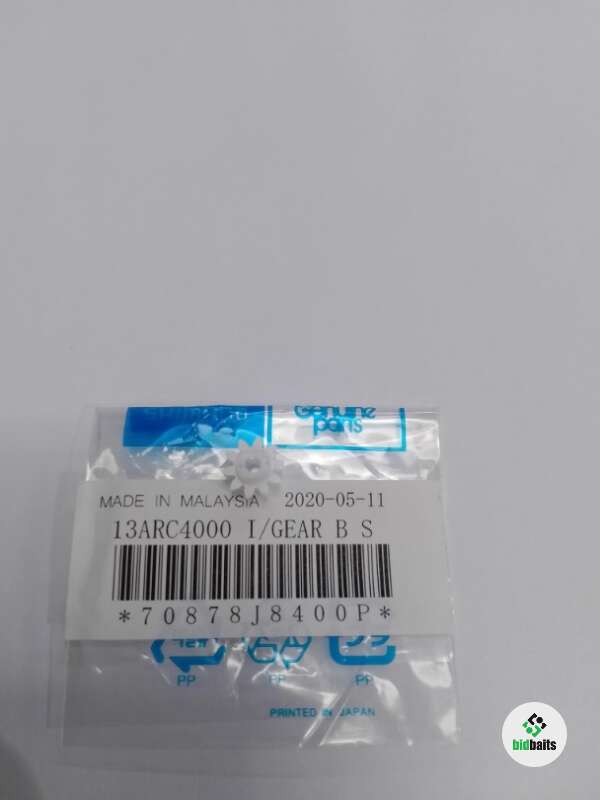 Genuine
parts
MADE IN MALAYSIA 2020-05-11
13ARC4000 I/GEAR B S
*70878J8400P*
PP PP PP
PRINTED IN JAPAN
bidbaits